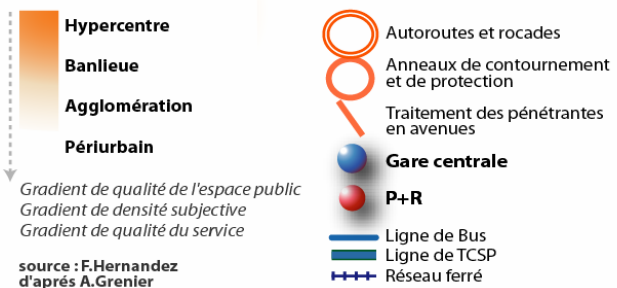 Hypercentre
Banlieue
Agglomération
Périurbain
Gradient de qualité de l'espace public
Gradient de densité subjective
Gradient de qualité du service
source : F.Hernandez
d'aprés A.Grenier
Autoroutes et rocades
Anneaux de contournement
et de protection
Traitement des pénétrantes
en avenues
Gare centrale
P+R
Ligne de Bus
Ligne de TCSP
Réseau ferré